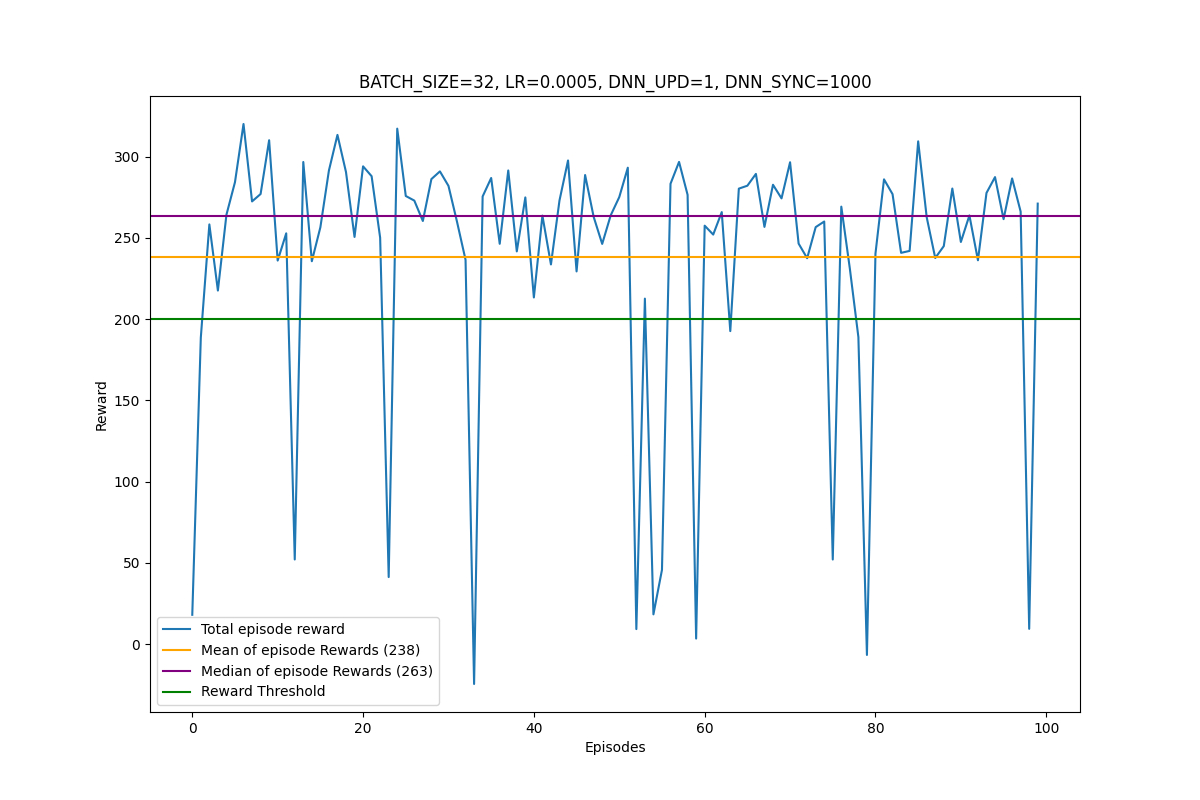 BATCH_SIZE=32, LR=0.0005, DNN_UPD=1, DNN_SYNC=1000
300
250
200
150
100
50
0
Reward
Total episode reward
Mean of episode Rewards (238)
Median of episode Rewards (263)
Reward Threshold
0 20 40 60 80 100
Episodes